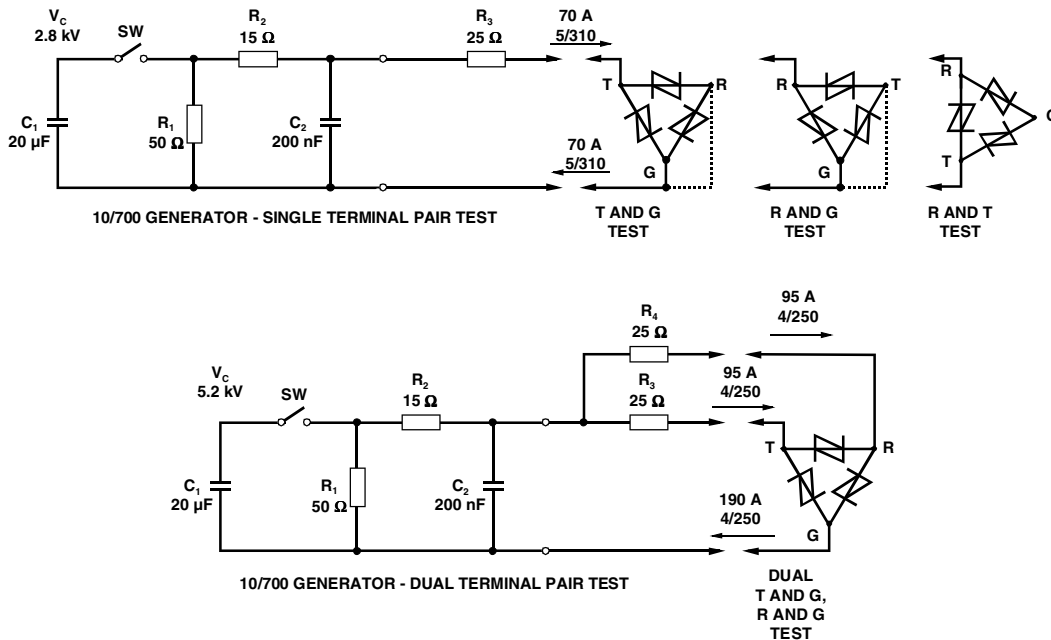 V_C
2.8 kV
SW
R₂
15 Ω
R₃
25 Ω
70 A
5/310
C₁
20 µF
R₁
50 Ω
C₂
200 nF
70 A
5/310
T
R
G
R
T
G
R
T
10/700 GENERATOR - SINGLE TERMINAL PAIR TEST
T AND G
TEST
R AND G
TEST
R AND T
TEST
95 A
4/250
R₄
25 Ω
V_C
5.2 kV
SW
R₂
15 Ω
R₃
25 Ω
95 A
4/250
T
R
C₁
20 µF
R₁
50 Ω
C₂
200 nF
190 A
4/250
G
10/700 GENERATOR - DUAL TERMINAL PAIR TEST
DUAL
T AND G,
R AND G
TEST